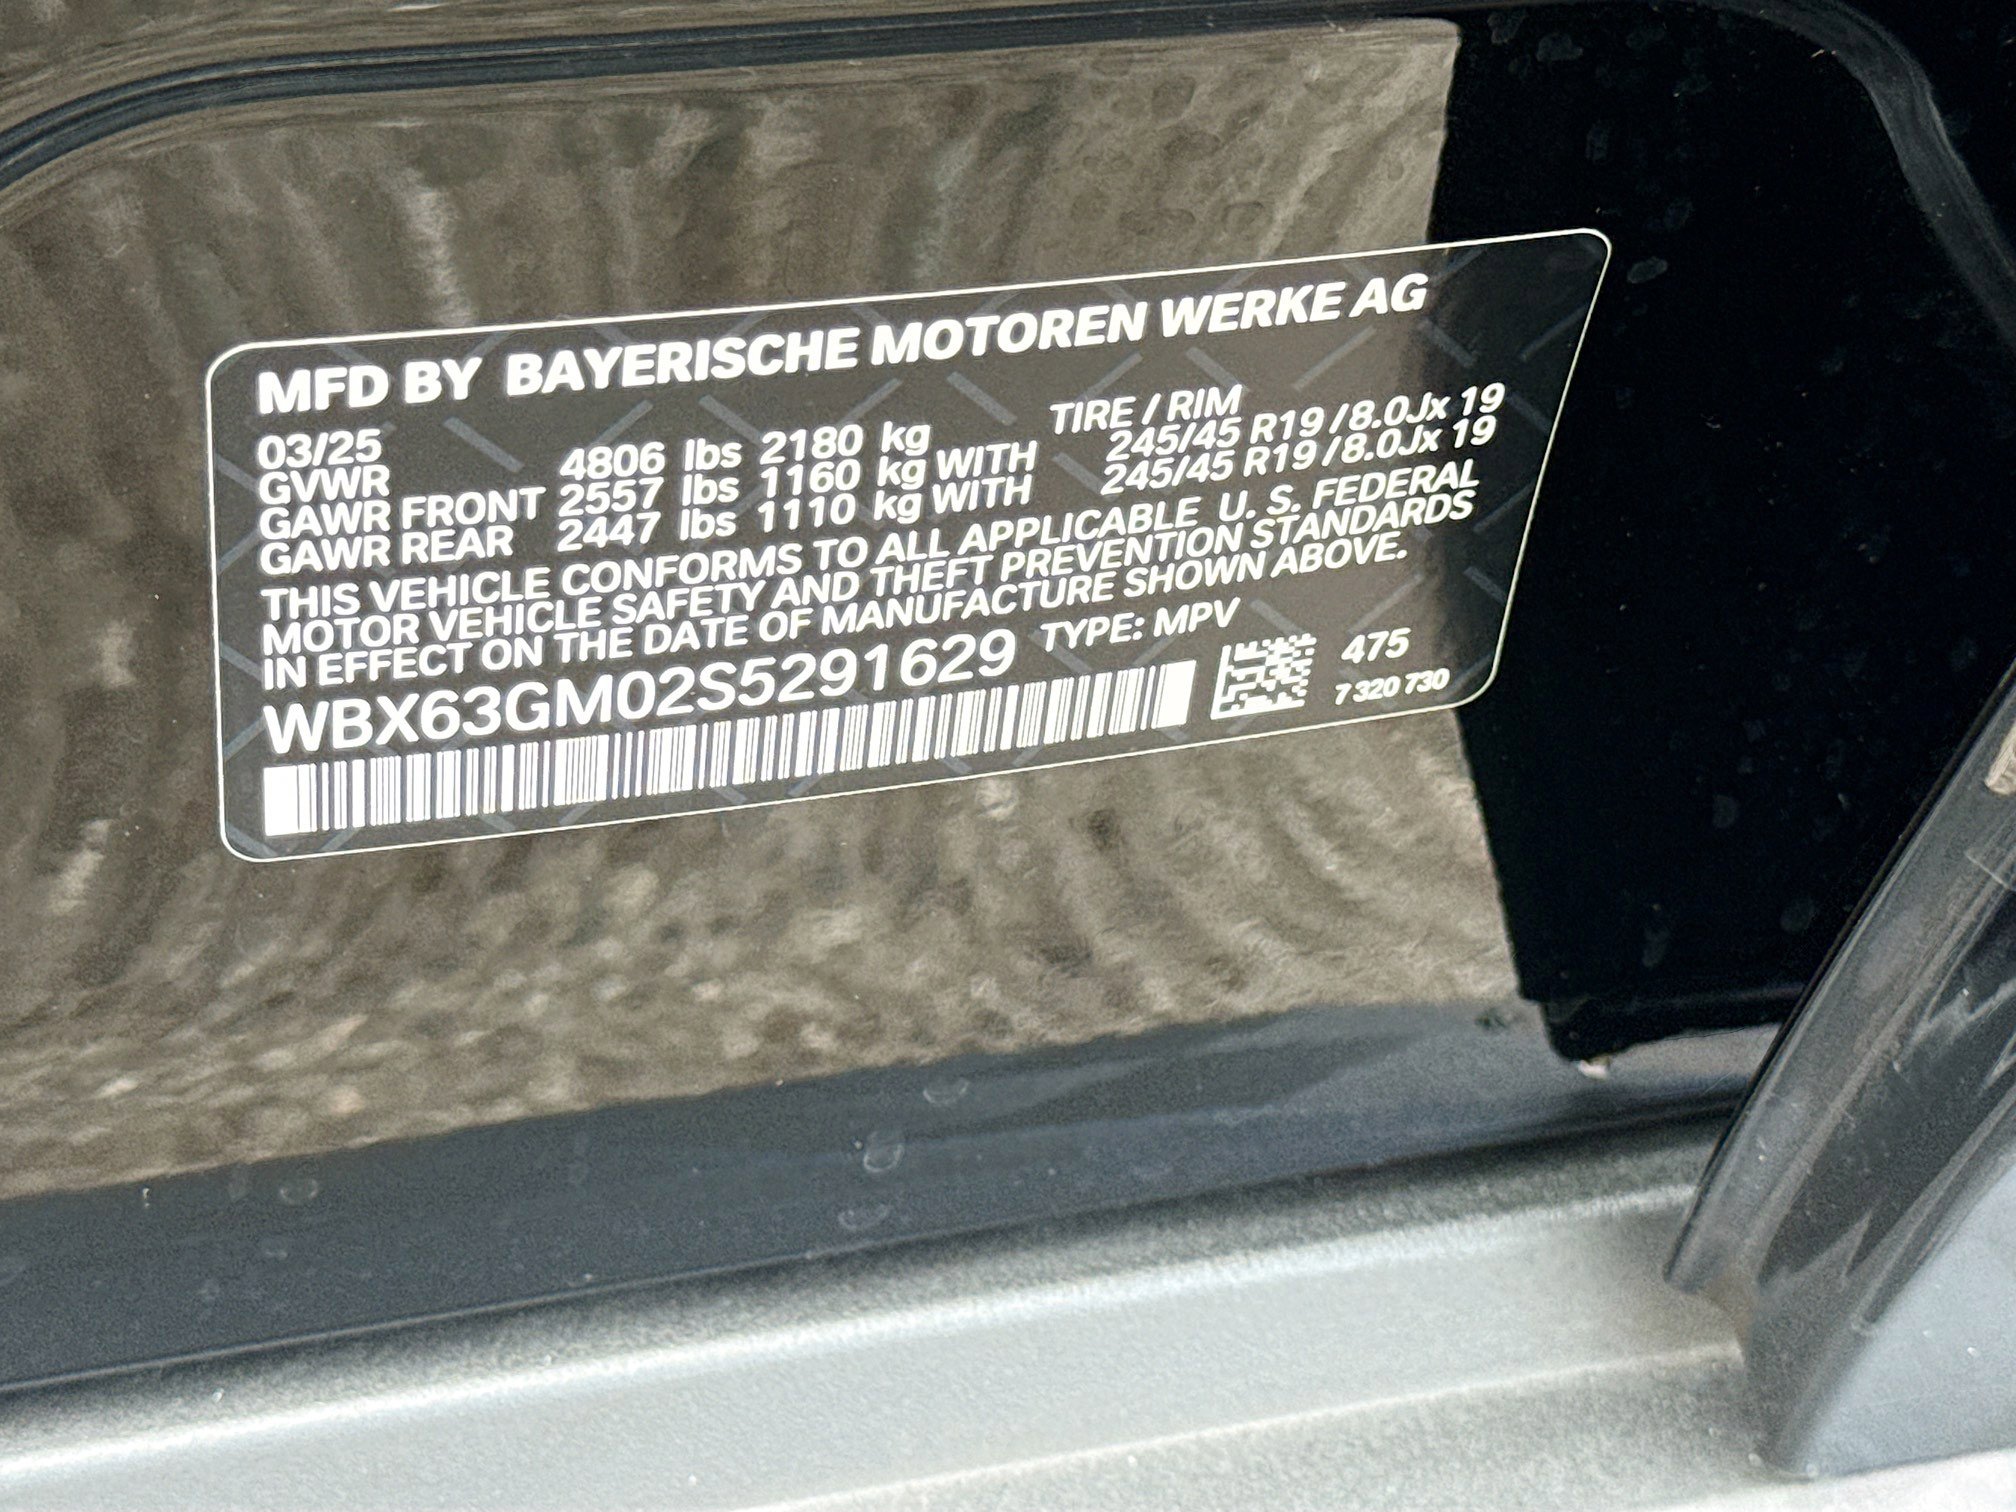 MFD BY BAYERISCHE MOTOREN WERKE AG
03/25 TIRE / RIM
GVWR 4806 lbs 2180 kg
GAWR FRONT 2557 lbs 1160 kg WITH 245/45 R19 /8.0Jx 19
GAWR REAR 2447 lbs 1110 kg WITH 245/45 R19 /8.0Jx 19
THIS VEHICLE CONFORMS TO ALL APPLICABLE U. S. FEDERAL
MOTOR VEHICLE SAFETY AND THEFT PREVENTION STANDARDS
IN EFFECT ON THE DATE OF MANUFACTURE SHOWN ABOVE.
WBX63GM02S5291629 TYPE: MPV
475
7 320 730